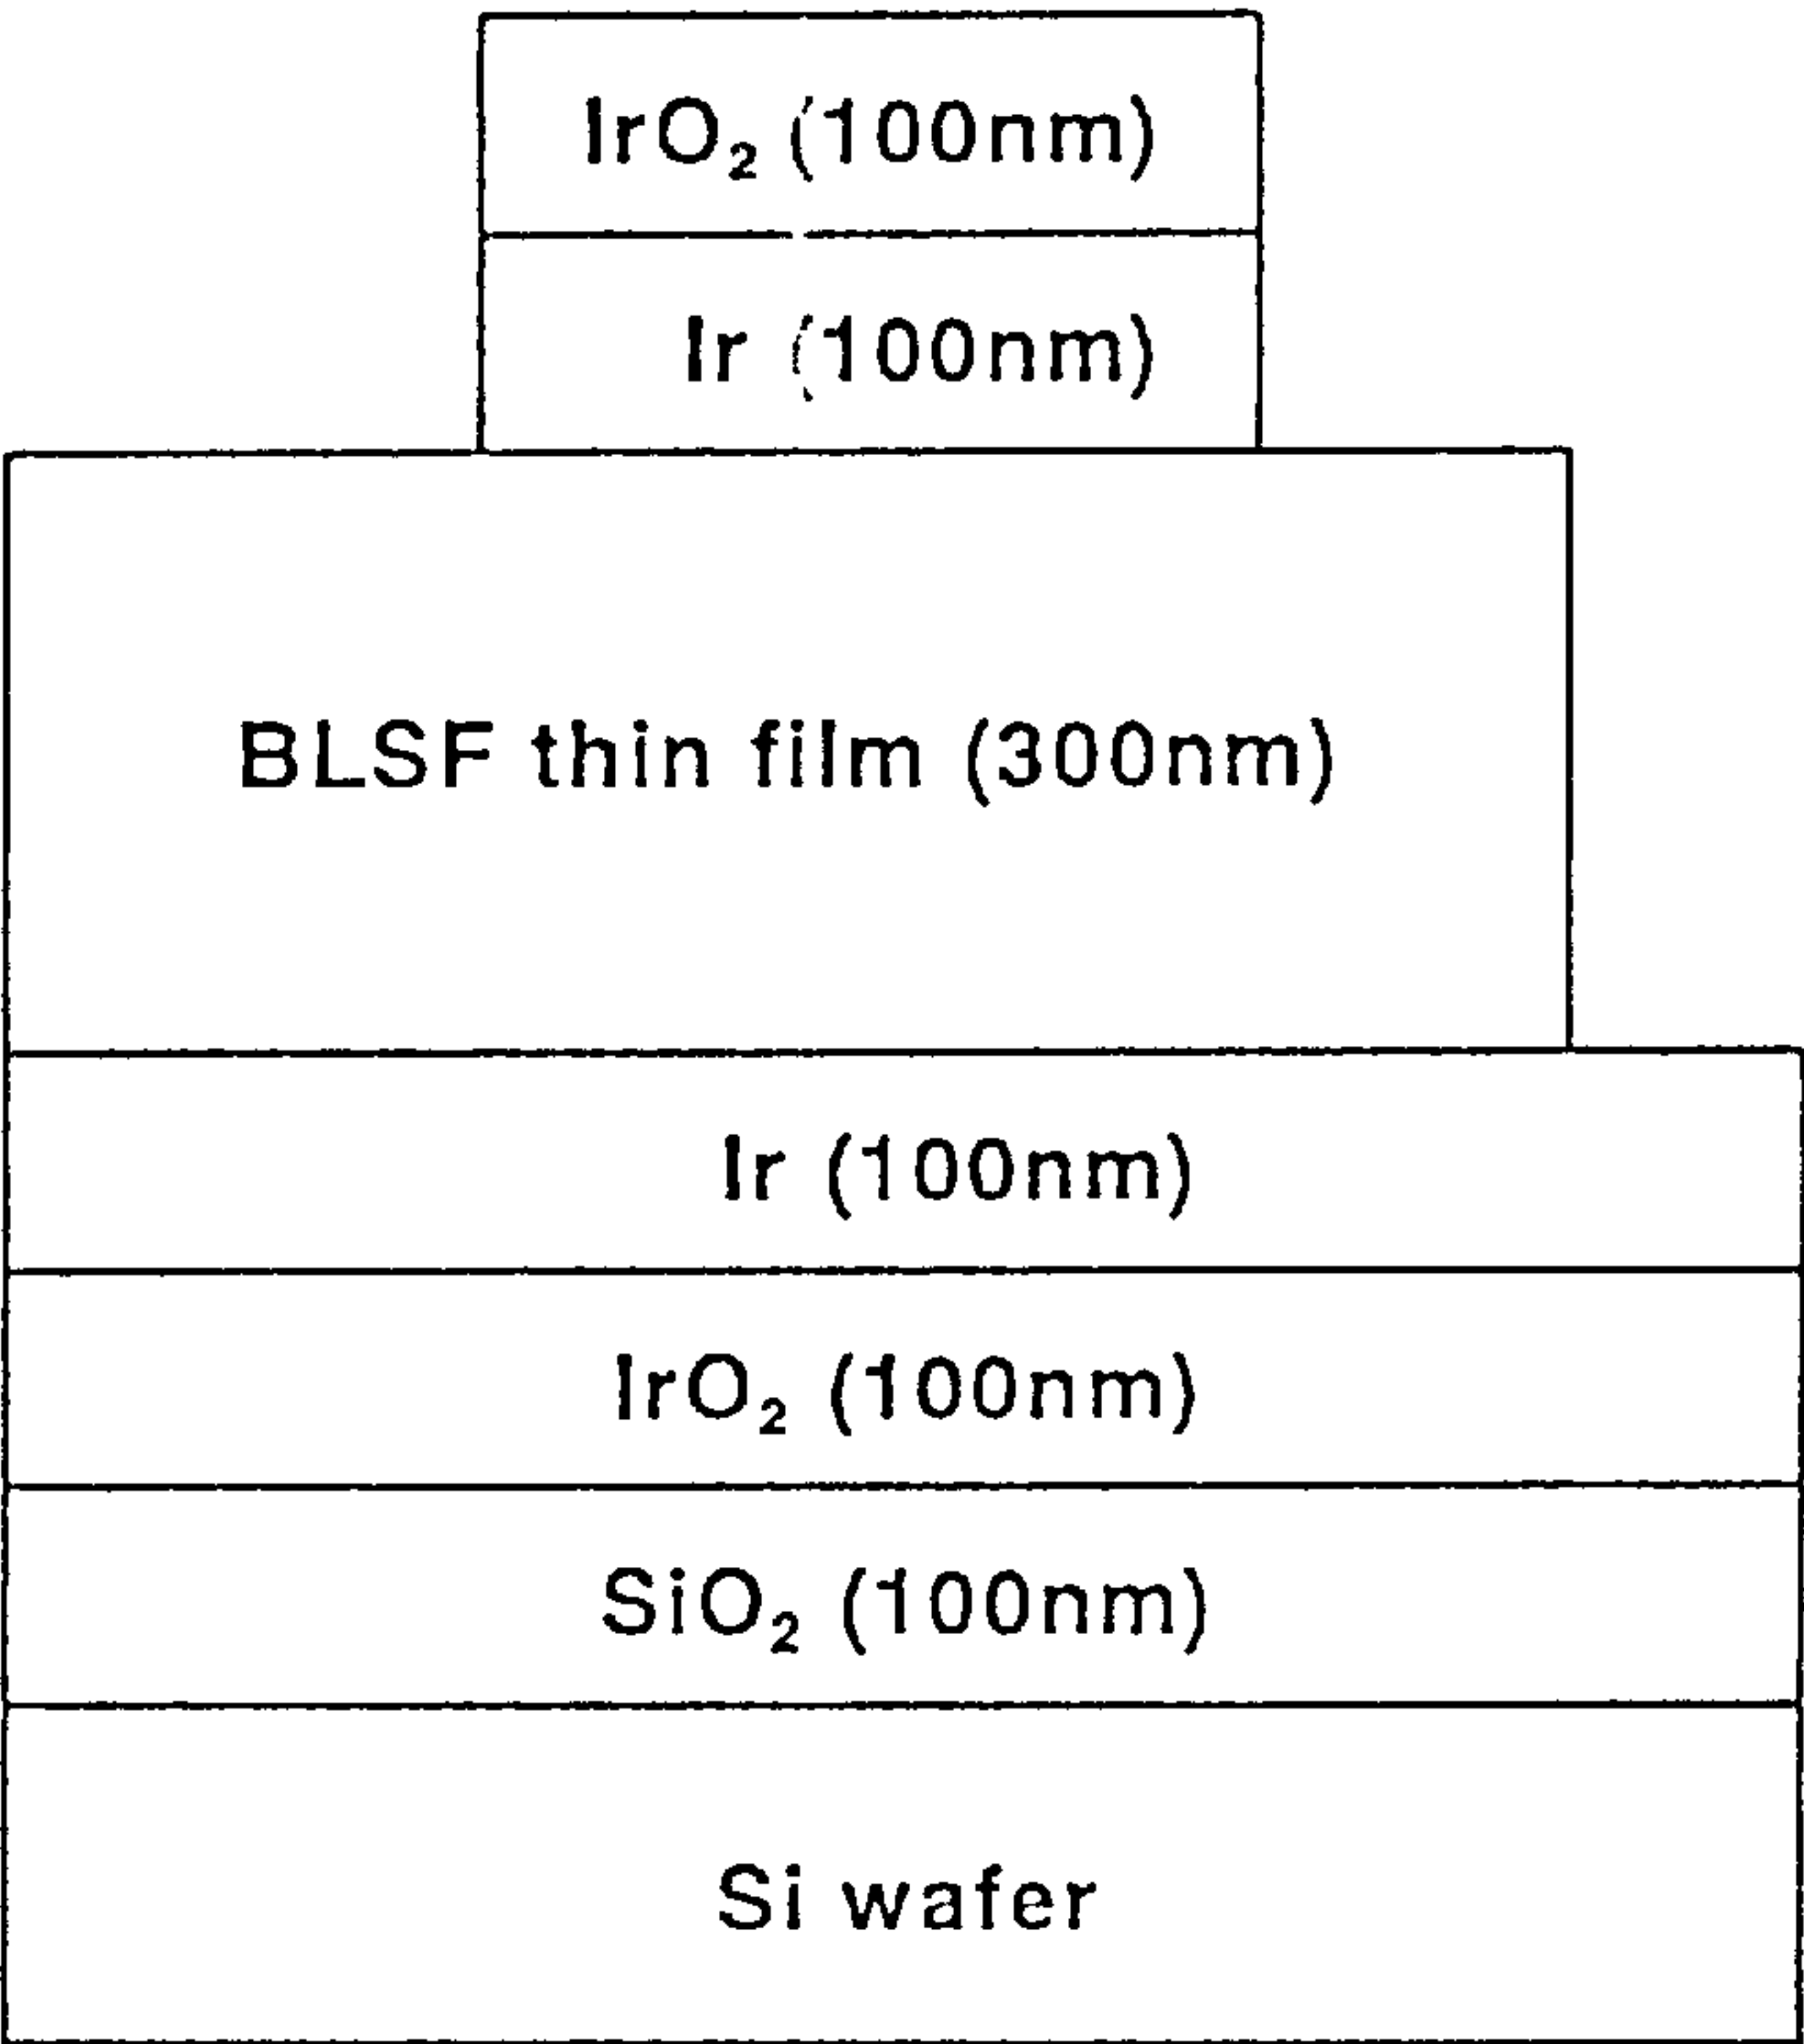 IrO₂ (100nm)
Ir (100nm)
BLSF thin film (300nm)
Ir (100nm)
IrO₂ (100nm)
SiO₂ (100nm)
Si wafer